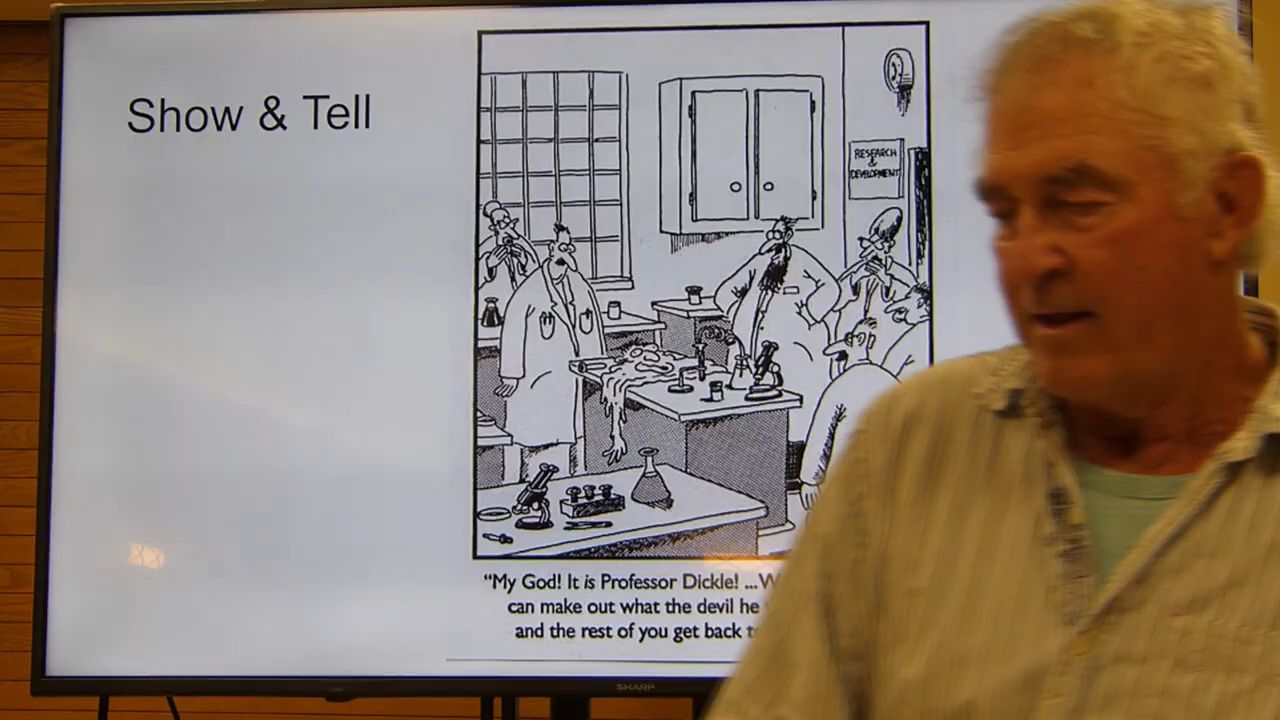 Show & Tell
RESEARCH
&
DEVELOPMENT
"My God! It is Professor Dickle! ...
can make out what the devil he
and the rest of you get back
SHARP